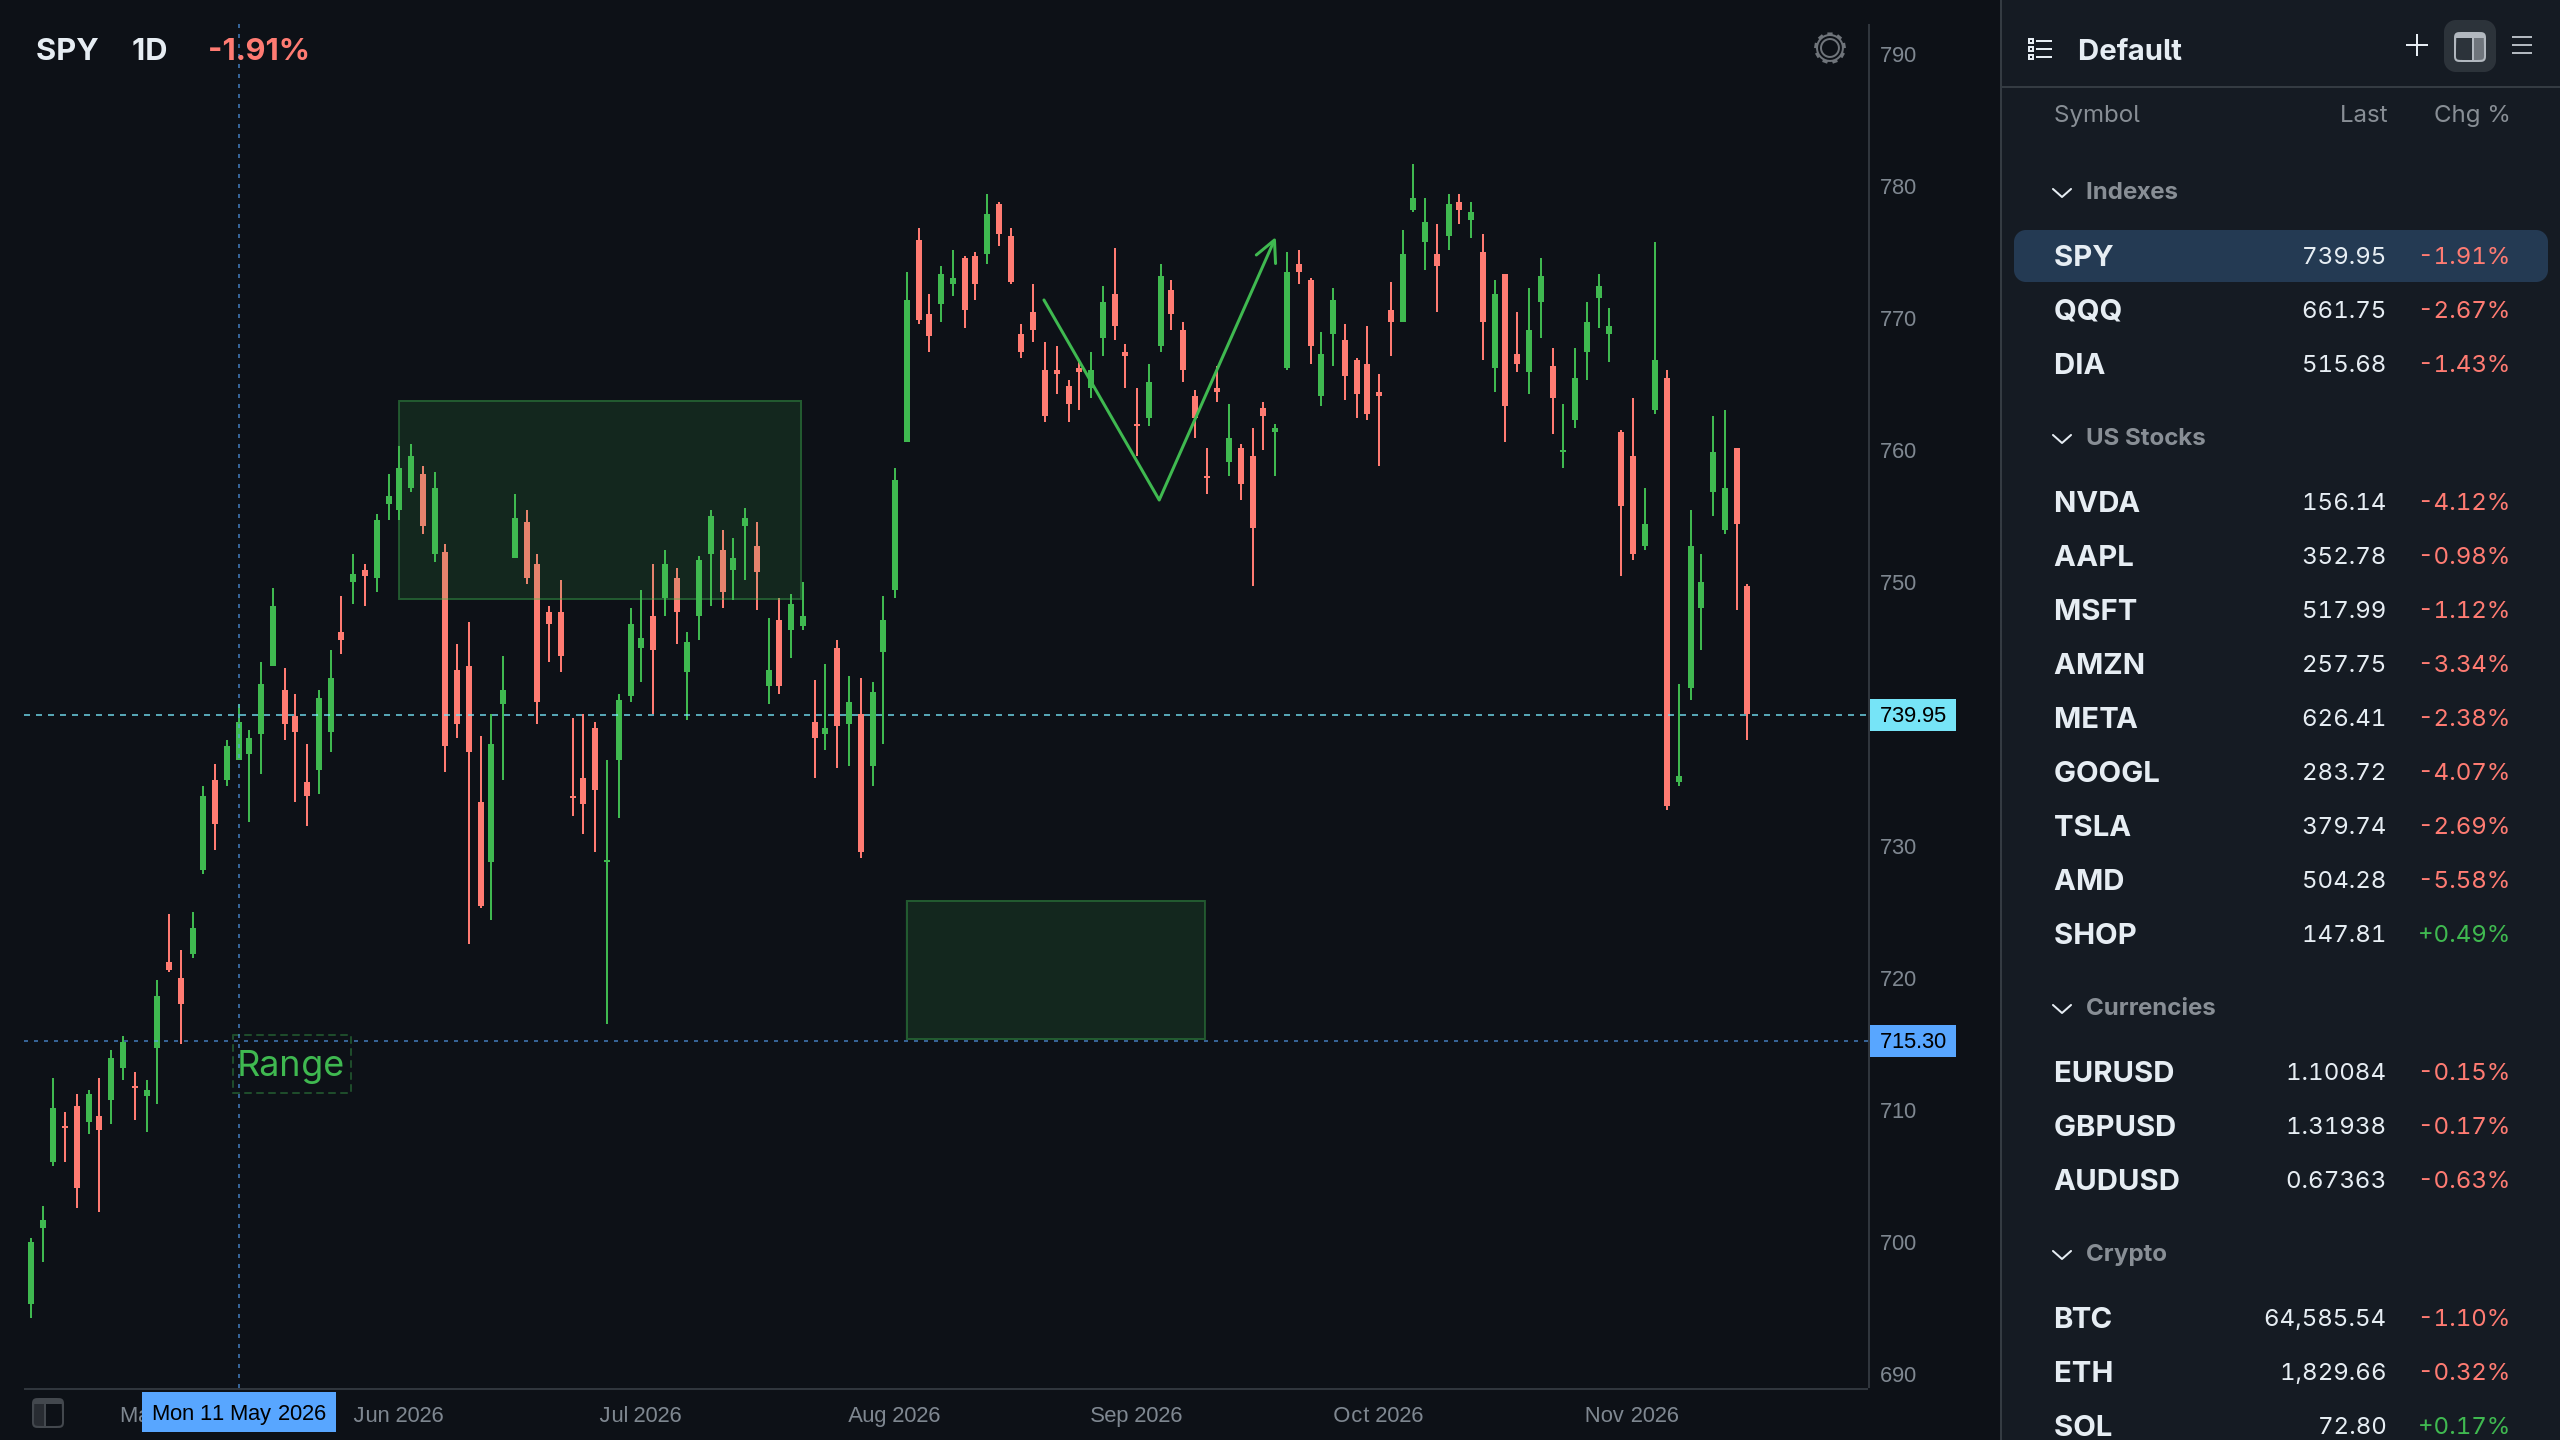 SPY 1D -1.91%
790
780
770
760
750
739.95
730
720
715.30
710
700
690
Range
Mon 11 May 2026 Jun 2026 Jul 2026 Aug 2026 Sep 2026 Oct 2026 Nov 2026
Default
Symbol Last Chg %
Indexes
SPY 739.95 -1.91%
QQQ 661.75 -2.67%
DIA 515.68 -1.43%
US Stocks
NVDA 156.14 -4.12%
AAPL 352.78 -0.98%
MSFT 517.99 -1.12%
AMZN 257.75 -3.34%
META 626.41 -2.38%
GOOGL 283.72 -4.07%
TSLA 379.74 -2.69%
AMD 504.28 -5.58%
SHOP 147.81 +0.49%
Currencies
EURUSD 1.10084 -0.15%
GBPUSD 1.31938 -0.17%
AUDUSD 0.67363 -0.63%
Crypto
BTC 64,585.54 -1.10%
ETH 1,829.66 -0.32%
SOL 72.80 +0.17%